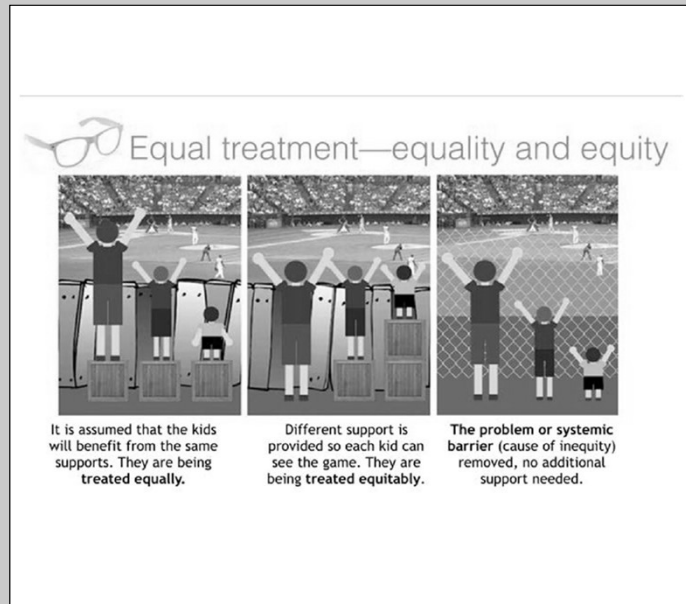 Equal treatment—equality and equity
It is assumed that the kids
will benefit from the same
supports. They are being
treated equally.
Different support is
provided so each kid can
see the game. They are
being treated equitably.
The problem or systemic
barrier (cause of inequity)
removed, no additional
support needed.